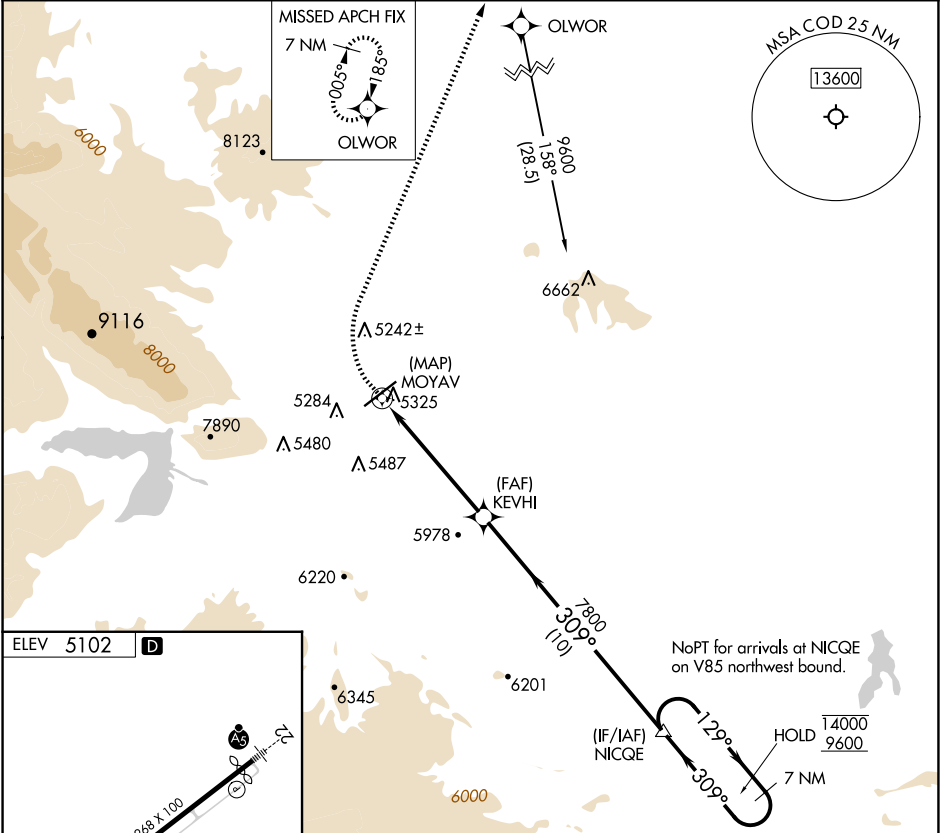 MISSED APCH FIX
7 NM
005°
185°
OLWOR
OLWOR
9600
158°
(28.5)
MSA COD 25 NM
13600
6000
8123
6662
9116
8000
5242±
(MAP)
MOYAV
5325
5284
7890
5480
5487
(FAF)
KEVHI
5978
6220
7800
309°
(10)
NoPT for arrivals at NICQE
on V85 northwest bound.
6345
6201
(IF/IAF)
NICQE
129°
309°
HOLD
14000
9600
7 NM
6000
ELEV 5102
D
A5
22
P
268 X 100